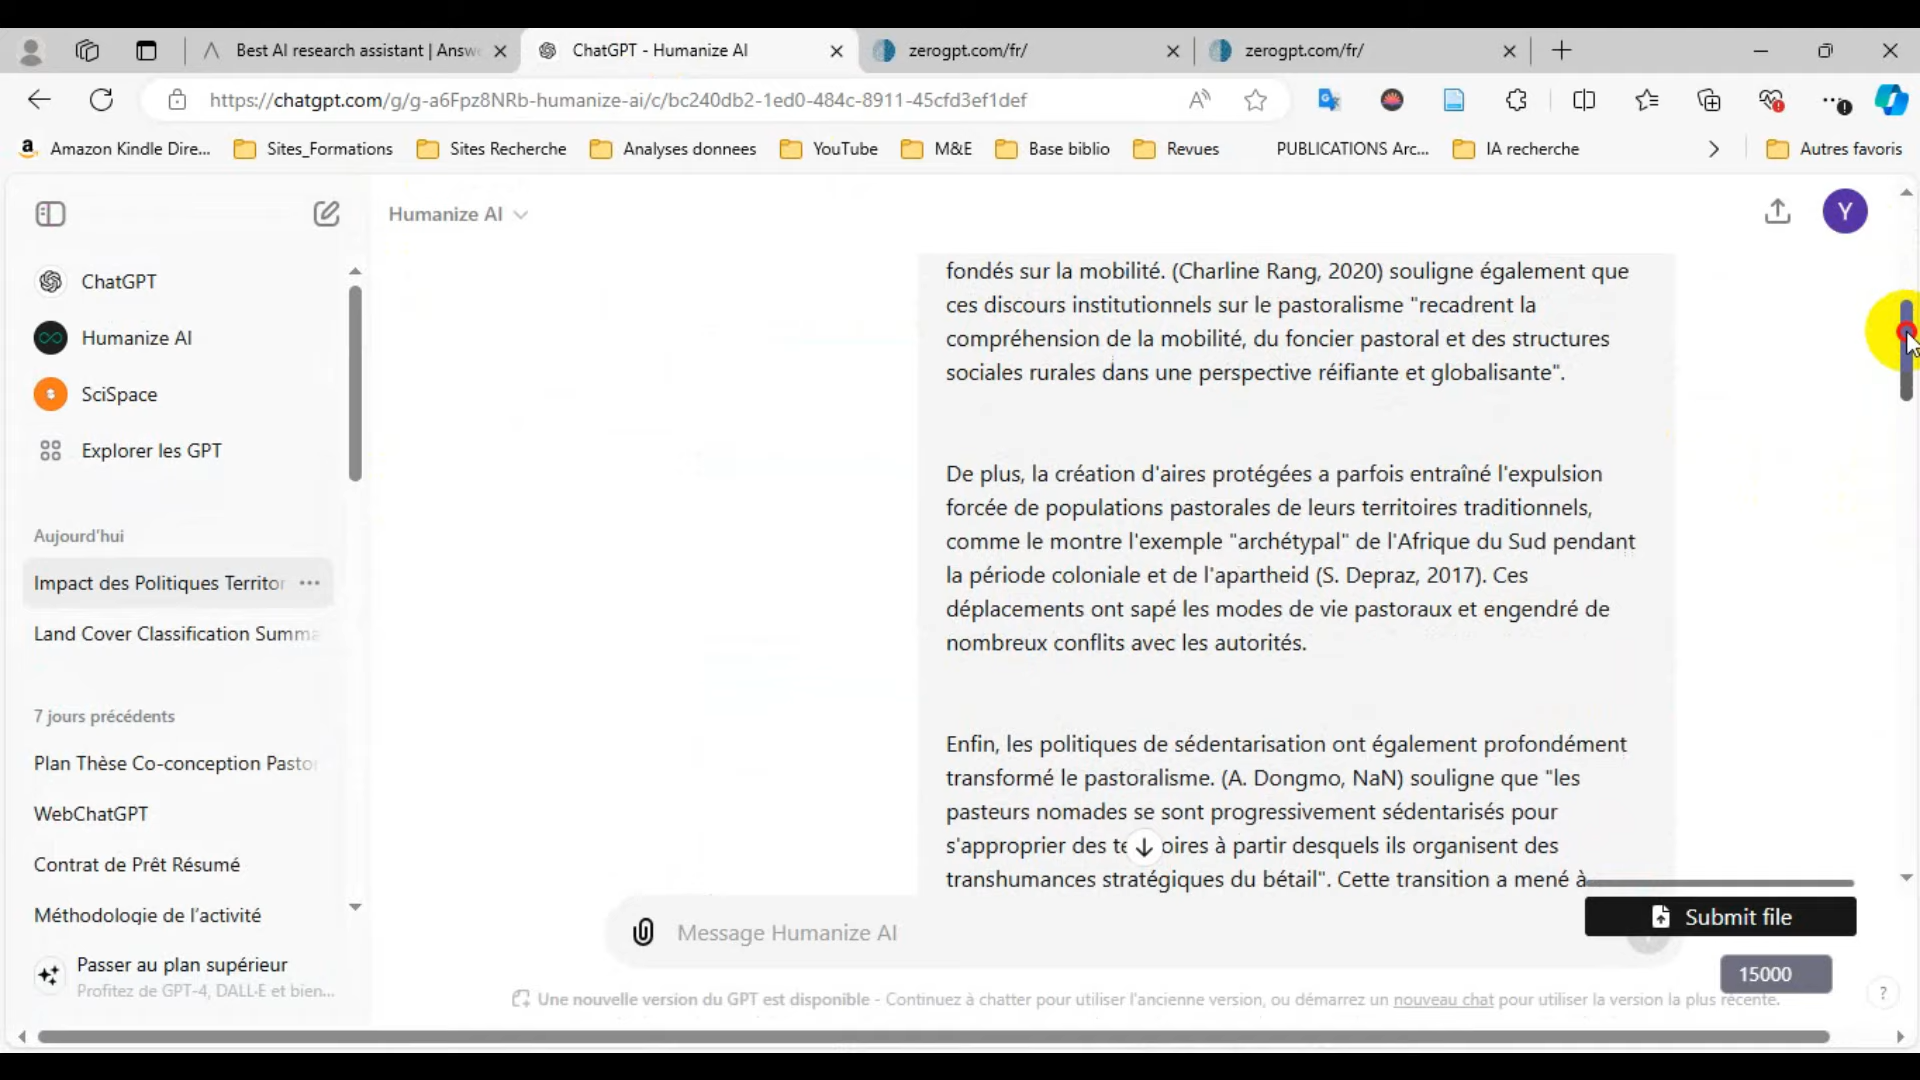 Best AI research assistant | Answ
ChatGPT - Humanize AI
zerogpt.com/fr/
zerogpt.com/fr/
https://chatgpt.com/g/g-a6Fpz8NRb-humanize-ai/c/bc240db2-1ed0-484c-8911-45cfd3ef1def
Amazon Kindle Dire...
Sites_Formations
Sites Recherche
Analyses donnees
YouTube
M&E
Base biblio
Revues
PUBLICATIONS Arc...
IA recherche
Autres favoris
Humanize AI
Y
ChatGPT
Humanize AI
SciSpace
Explorer les GPT
Aujourd'hui
Impact des Politiques Territor
Land Cover Classification Summa
7 jours précédents
Plan Thèse Co-conception Pasto
WebChatGPT
Contrat de Prêt Résumé
Méthodologie de l'activité
Passer au plan supérieur
Profitez de GPT-4, DALL·E et bien...
fondés sur la mobilité. (Charline Rang, 2020) souligne également que
ces discours institutionnels sur le pastoralisme "recadrent la
compréhension de la mobilité, du foncier pastoral et des structures
sociales rurales dans une perspective réifiante et globalisante".
De plus, la création d'aires protégées a parfois entraîné l'expulsion
forcée de populations pastorales de leurs territoires traditionnels,
comme le montre l'exemple "archétypal" de l'Afrique du Sud pendant
la période coloniale et de l'apartheid (S. Depraz, 2017). Ces
déplacements ont sapé les modes de vie pastoraux et engendré de
nombreux conflits avec les autorités.
Enfin, les politiques de sédentarisation ont également profondément
transformé le pastoralisme. (A. Dongmo, NaN) souligne que "les
pasteurs nomades se sont progressivement sédentarisés pour
s'approprier des te oires à partir desquels ils organisent des
transhumances stratégiques du bétail". Cette transition a mené à
Message Humanize AI
Submit file
15000
Une nouvelle version du GPT est disponible - Continuez à chatter pour utiliser l'ancienne version, ou démarrez un nouveau chat pour utiliser la version la plus récente.
?